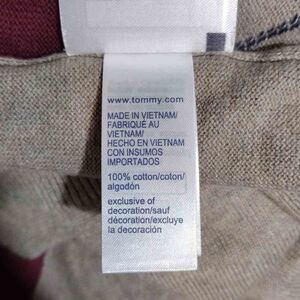 www.tommy.com
MADE IN VIETNAM/
FABRIQUÉ AU
VIETNAM/
HECHO EN VIETNAM
CON INSUMOS
IMPORTADOS
100% cotton/coton/
algodón
exclusive of
decoration/sauf
décoration/excluye
la decoración